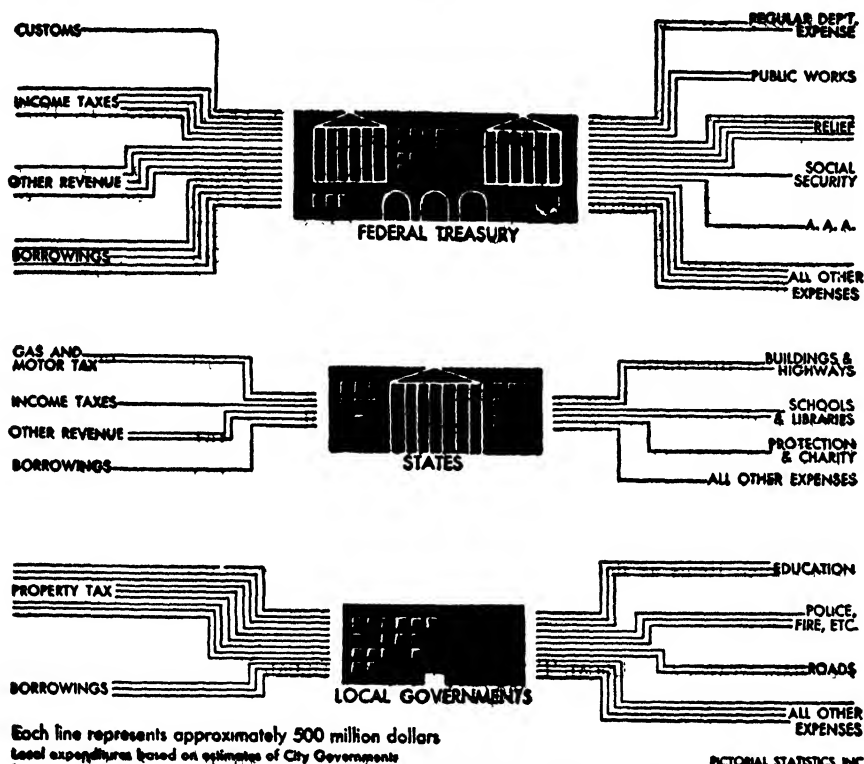 CUSTOMS
INCOME TAXES
OTHER REVENUE
BORROWINGS
FEDERAL TREASURY
REGULAR DEP'T.
EXPENSE
PUBLIC WORKS
RELIEF
SOCIAL
SECURITY
A. A. A.
ALL OTHER
EXPENSES
GAS AND
MOTOR TAX
INCOME TAXES
OTHER REVENUE
BORROWINGS
STATES
BUILDINGS &
HIGHWAYS
SCHOOLS
& LIBRARIES
PROTECTION
& CHARITY
ALL OTHER EXPENSES
PROPERTY TAX
BORROWINGS
LOCAL GOVERNMENTS
EDUCATION
POLICE,
FIRE, ETC.
ROADS
ALL OTHER
EXPENSES
Each line represents approximately 500 million dollars
Local expenditures based on estimates of City Governments
PICTORIAL STATISTICS, INC.